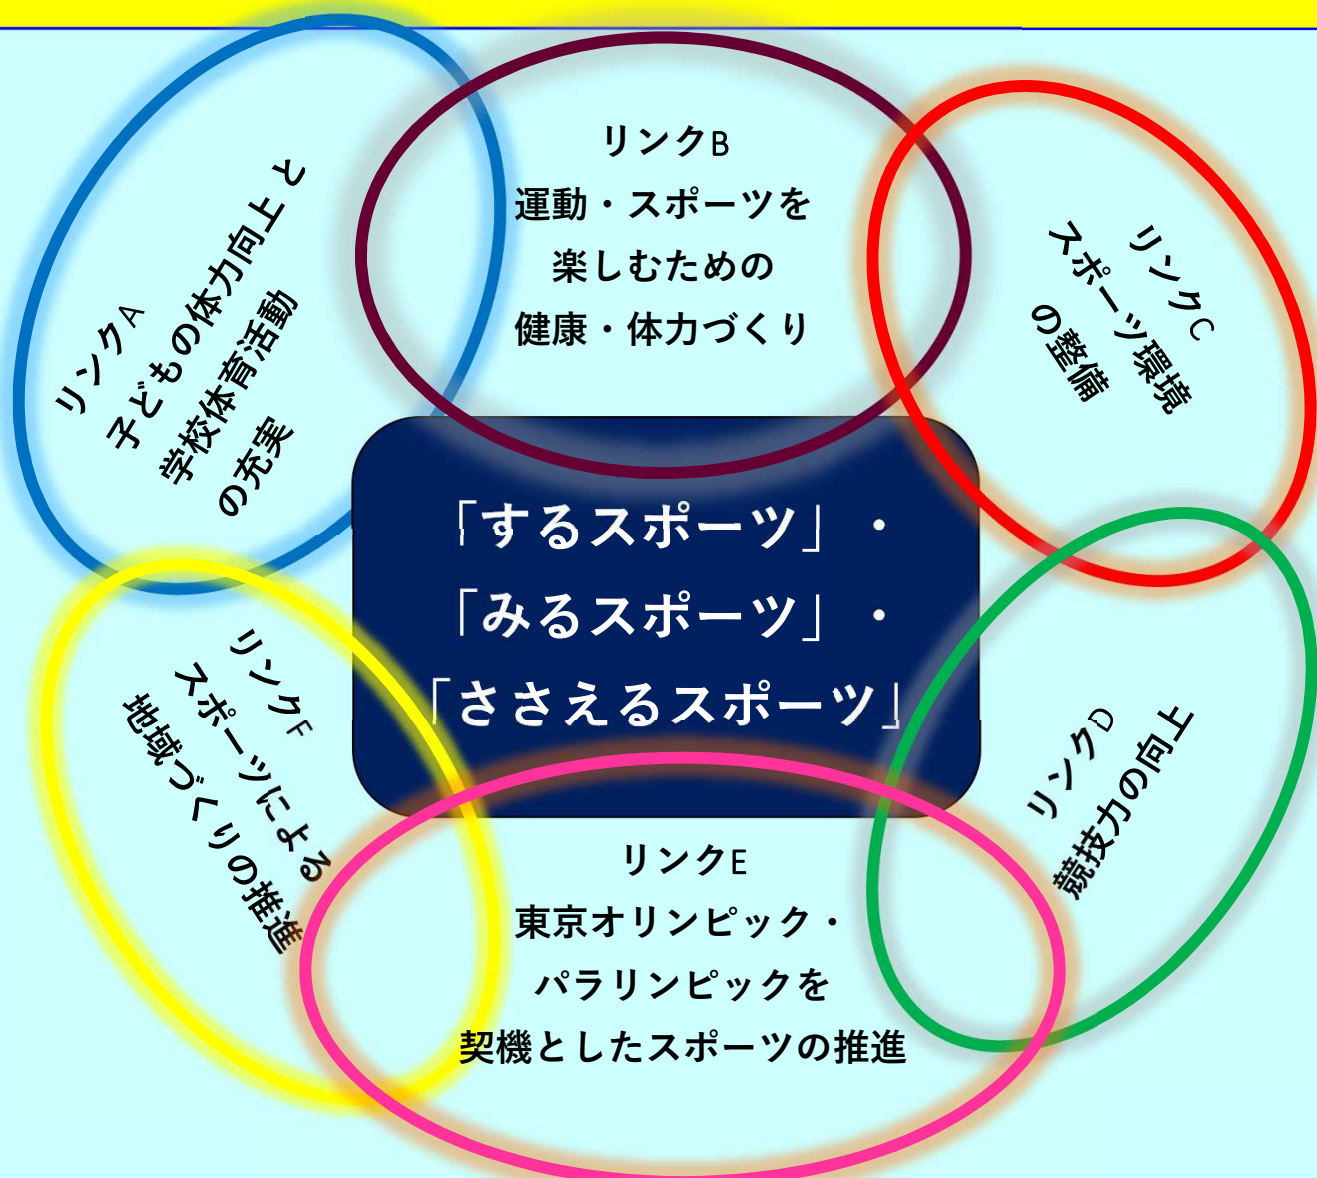 リンクA
子どもの体力向上 と
学校体育活動
の充実
リンクB
運動・スポーツを
楽しむための
健康・体力づくり
リンクC
スポーツ環境
の整備
「するスポーツ」・
「みるスポーツ」・
「ささえるスポーツ」
リンクD
競技力の向上
リンクE
東京オリンピック・
パラリンピックを
契機としたスポーツの推進
リンクF
スポーツによる
地域づくりの推進